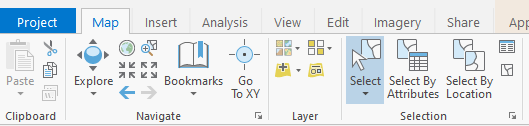 Project Map Insert Analysis View Edit Imagery Share
Paste Explore Bookmarks Go To XY Select Select By Attributes Select By Location
Clipboard Navigate Layer Selection